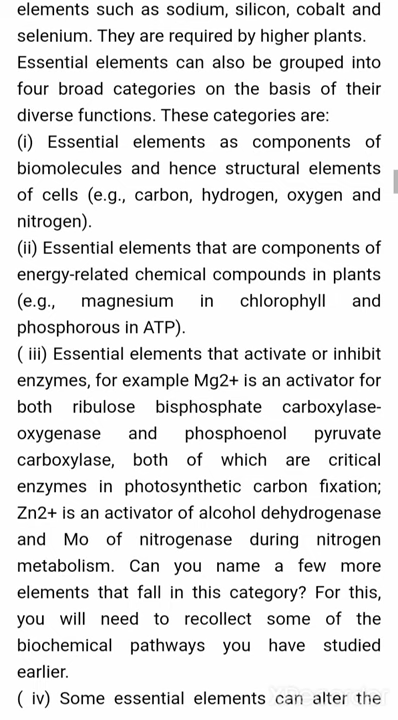 elements such as sodium, silicon, cobalt and
selenium. They are required by higher plants.
Essential elements can also be grouped into
four broad categories on the basis of their
diverse functions. These categories are:
(i) Essential elements as components of
biomolecules and hence structural elements
of cells (e.g., carbon, hydrogen, oxygen and
nitrogen).
(ii) Essential elements that are components of
energy-related chemical compounds in plants
(e.g., magnesium in chlorophyll and
phosphorous in ATP).
( iii) Essential elements that activate or inhibit
enzymes, for example Mg2+ is an activator for
both ribulose bisphosphate carboxylase-
oxygenase and phosphoenol pyruvate
carboxylase, both of which are critical
enzymes in photosynthetic carbon fixation;
Zn2+ is an activator of alcohol dehydrogenase
and Mo of nitrogenase during nitrogen
metabolism. Can you name a few more
elements that fall in this category? For this,
you will need to recollect some of the
biochemical pathways you have studied
earlier.
( iv) Some essential elements can alter the